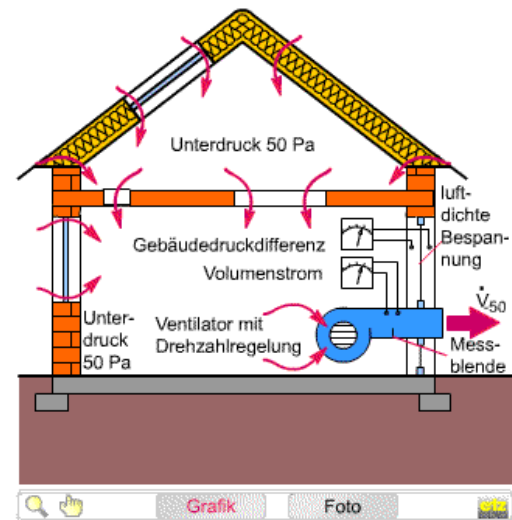 Unterdruck 50 Pa
luft-
dichte
Bespan-
nung
Gebäudedruckdifferenz
Volumenstrom
V̇50
Unter-
druck
50 Pa
Ventilator mit
Drehzahlregelung
Mess-
blende
Grafik
Foto
etz